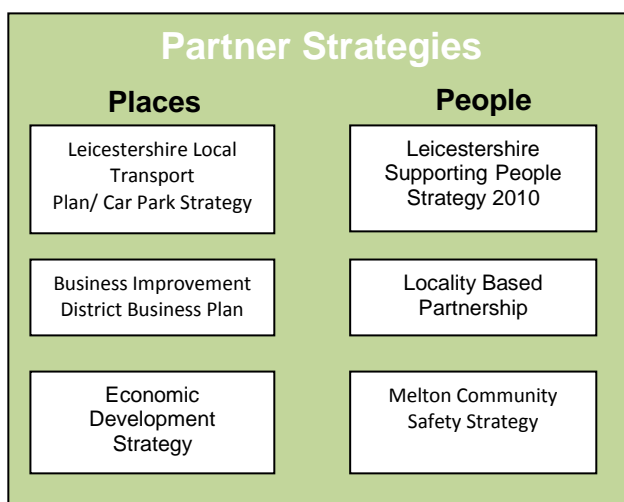 Partner Strategies
Places
Leicestershire Local
Transport
Plan/ Car Park Strategy
Business Improvement
District Business Plan
Economic
Development
Strategy
People
Leicestershire
Supporting People
Strategy 2010
Locality Based
Partnership
Melton Community
Safety Strategy